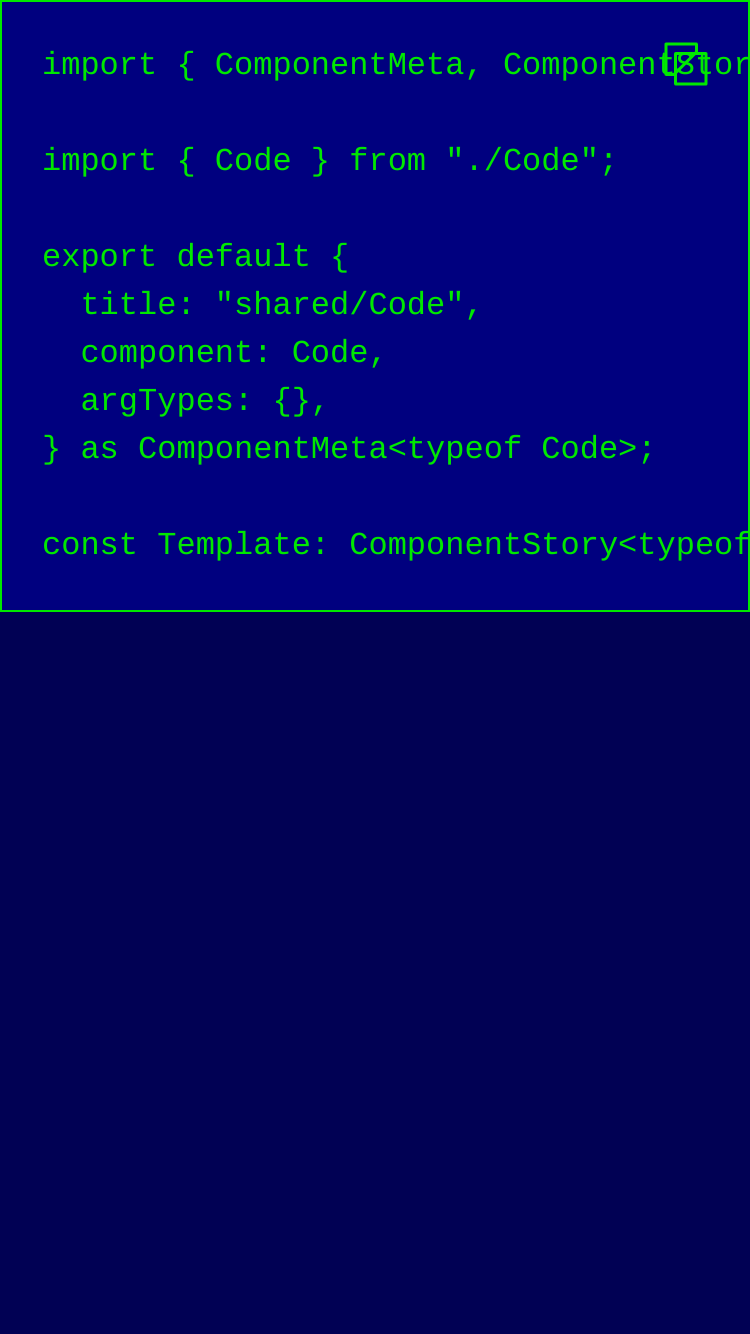 import { ComponentMeta, ComponentStor
import { Code } from "./Code";
export default {
  title: "shared/Code",
  component: Code,
  argTypes: {},
} as ComponentMeta<typeof Code>;
const Template: ComponentStory<typeof